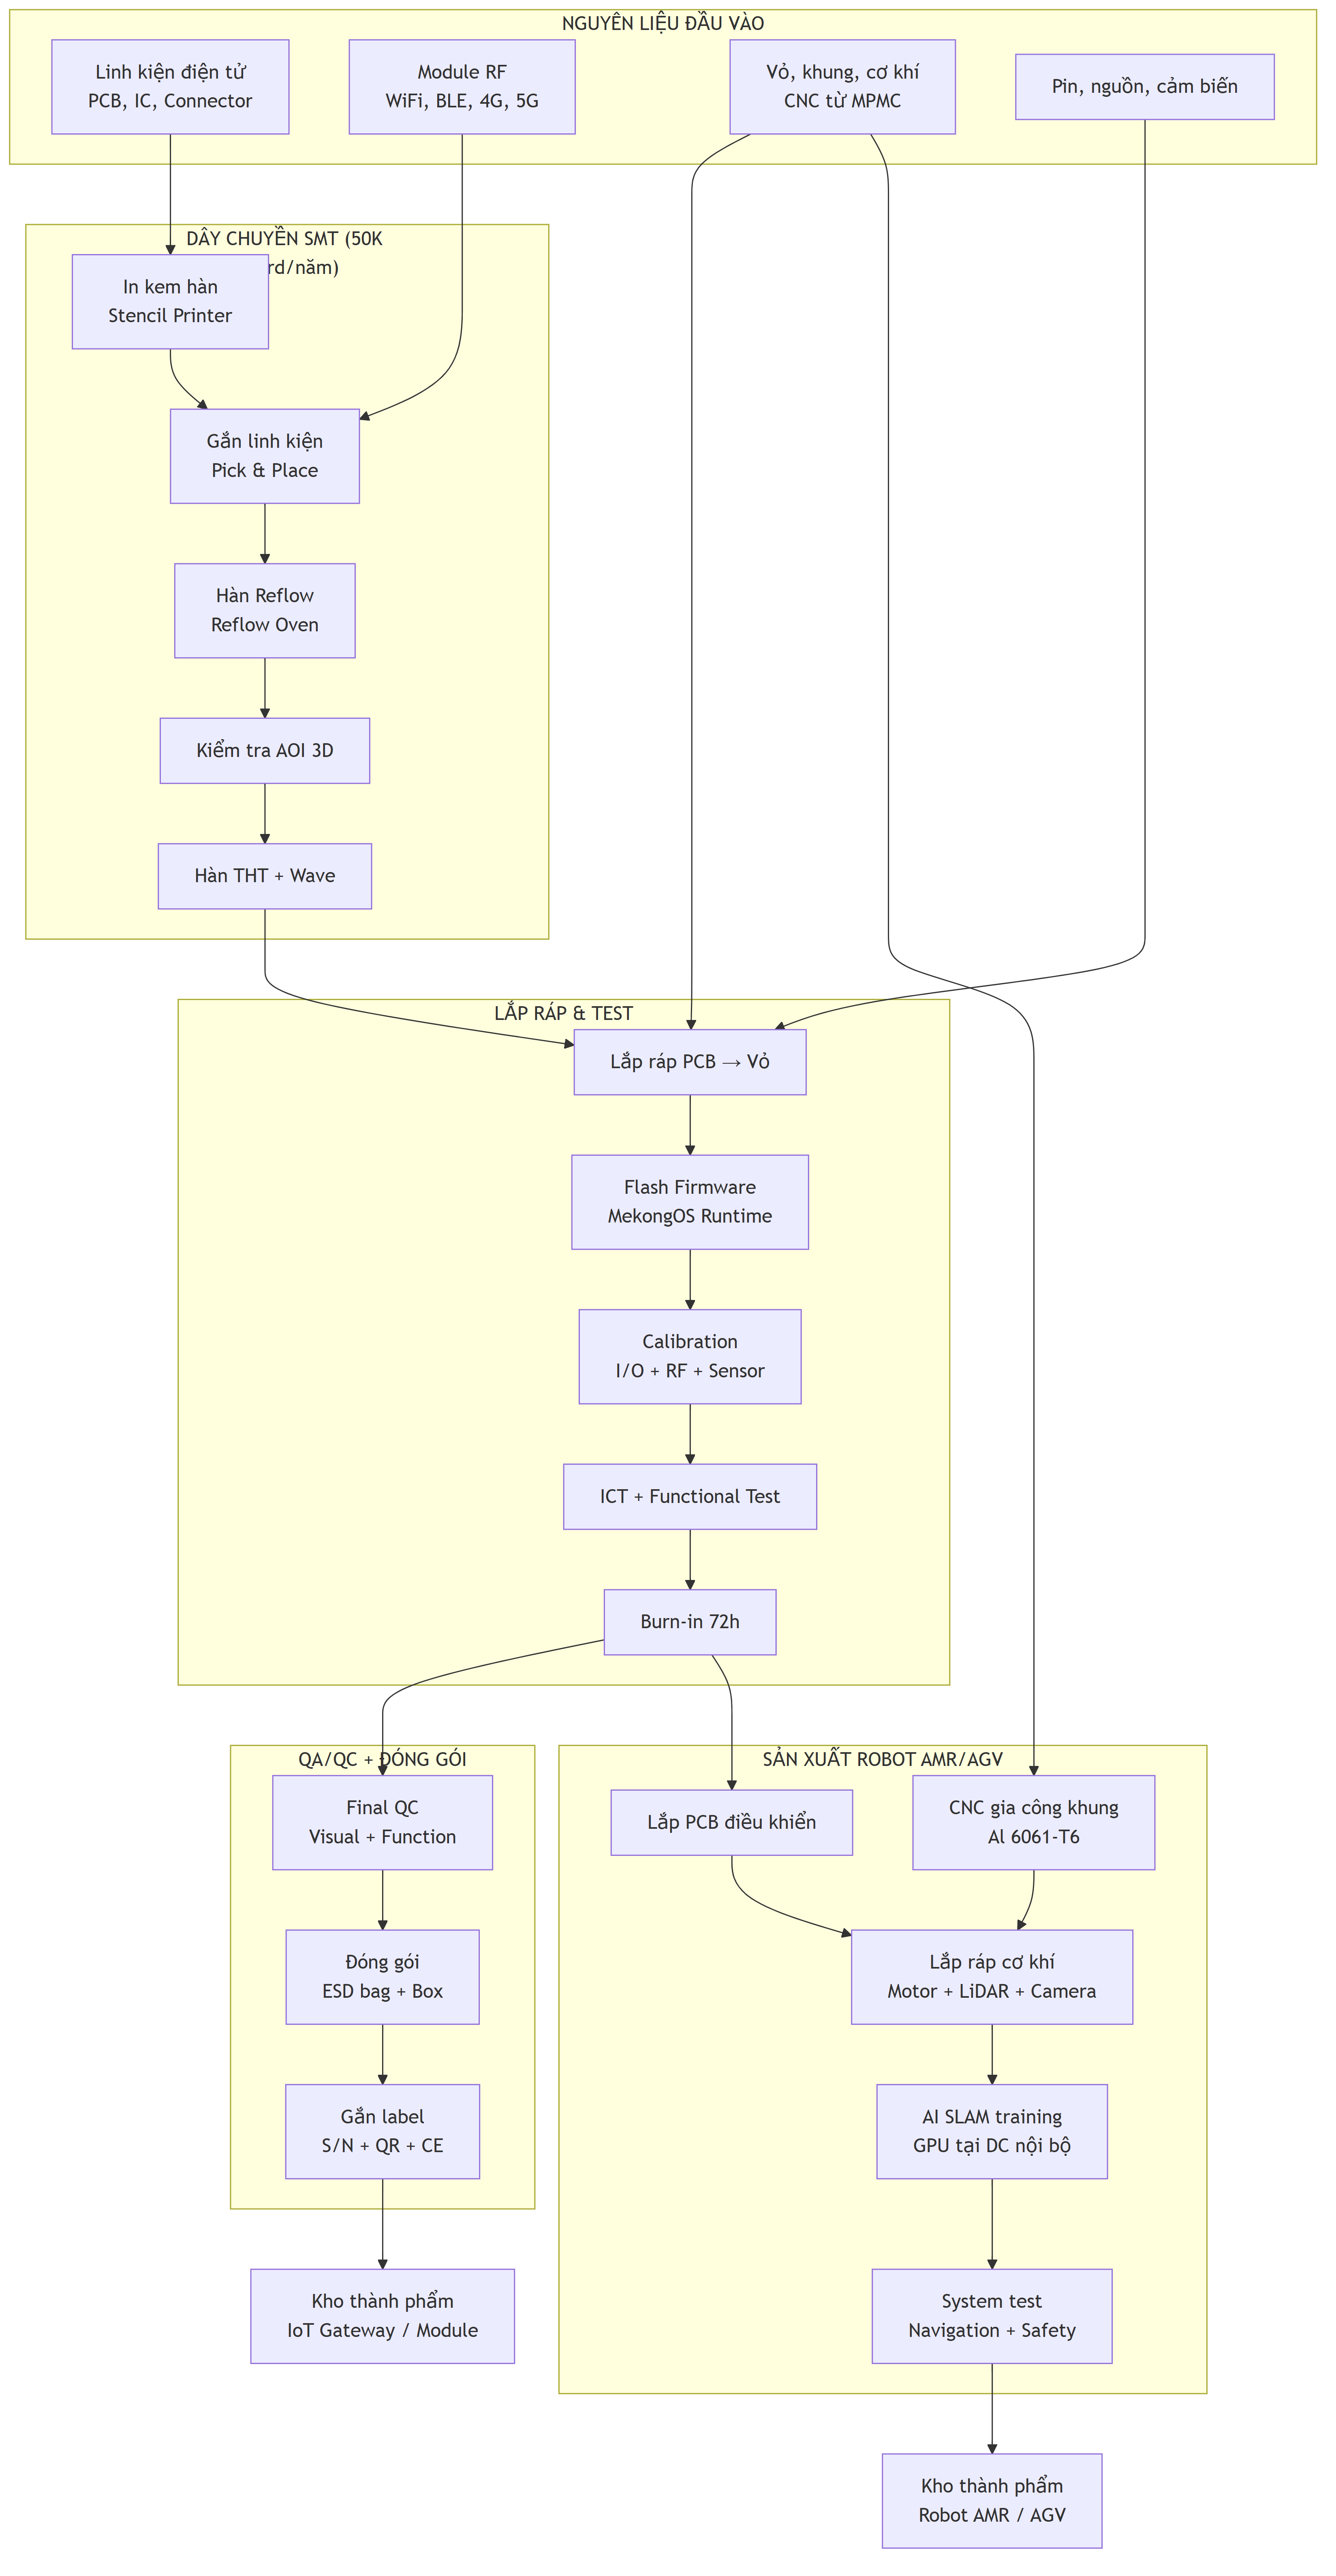 NGUYÊN LIỆU ĐẦU VÀO
Linh kiện điện tử
PCB, IC, Connector
Module RF
WiFi, BLE, 4G, 5G
Vỏ, khung, cơ khí
CNC từ MPMC
Pin, nguồn, cảm biến
DÂY CHUYỀN SMT (50K
rd/năm)
In kem hàn
Stencil Printer
Gắn linh kiện
Pick & Place
Hàn Reflow
Reflow Oven
Kiểm tra AOI 3D
Hàn THT + Wave
LẮP RÁP & TEST
Lắp ráp PCB → Vỏ
Flash Firmware
MekongOS Runtime
Calibration
I/O + RF + Sensor
ICT + Functional Test
Burn-in 72h
QA/QC + ĐÓNG GÓI
Final QC
Visual + Function
Đóng gói
ESD bag + Box
Gắn label
S/N + QR + CE
Kho thành phẩm
IoT Gateway / Module
SẢN XUẤT ROBOT AMR/AGV
Lắp PCB điều khiển
CNC gia công khung
Al 6061-T6
Lắp ráp cơ khí
Motor + LiDAR + Camera
AI SLAM training
GPU tại DC nội bộ
System test
Navigation + Safety
Kho thành phẩm
Robot AMR / AGV